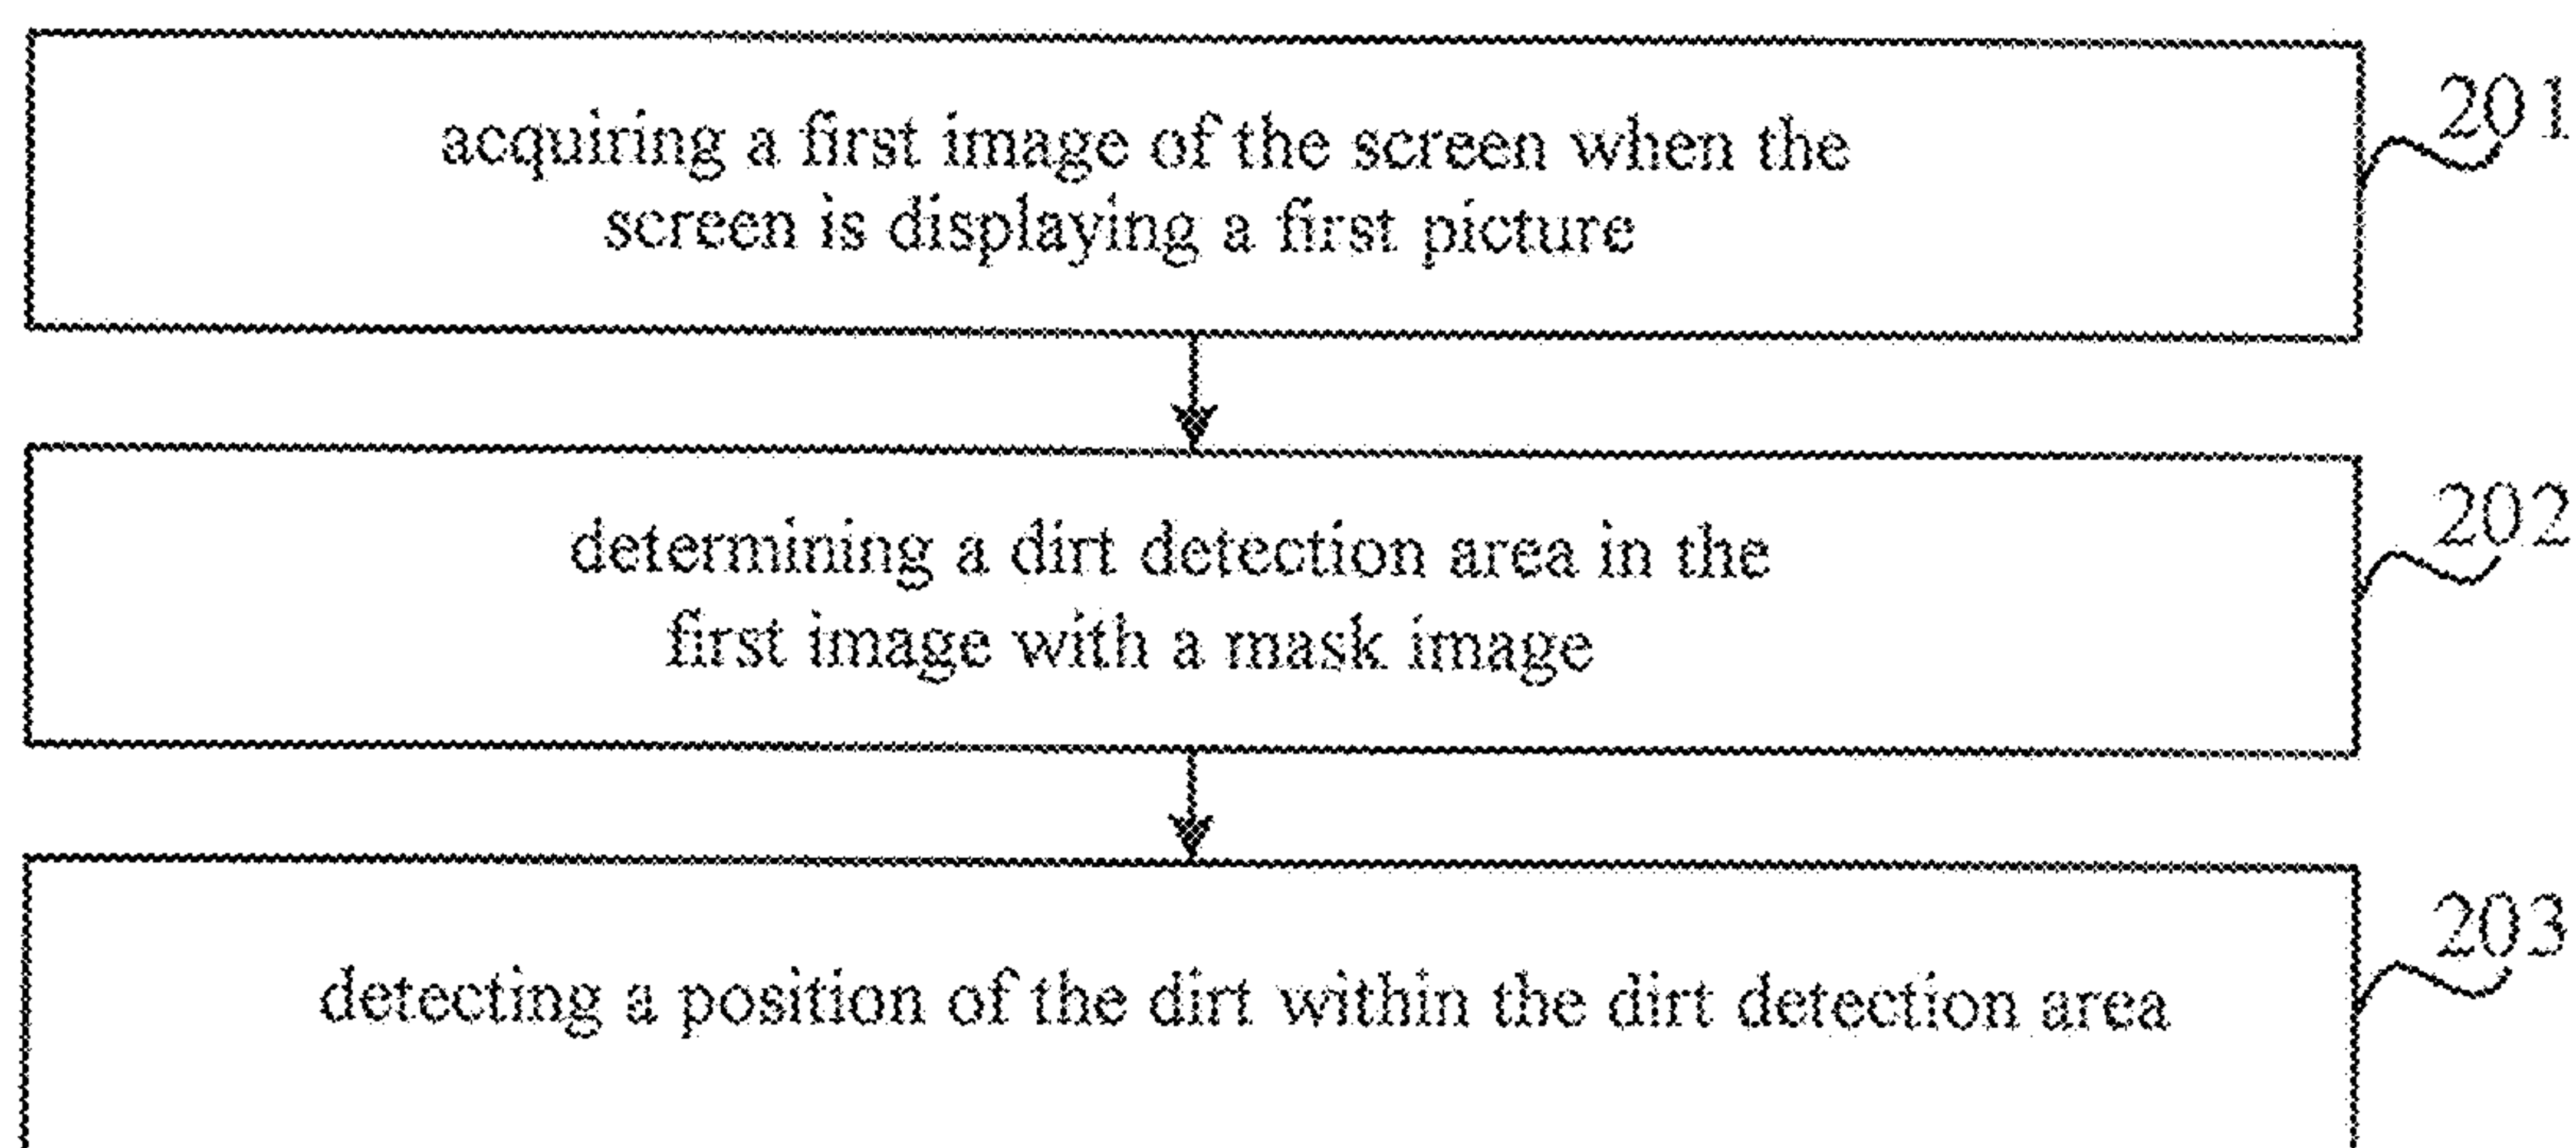 acquiring a first image of the screen when the
screen is displaying a first picture
201
determining a dirt detection area in the
first image with a mask image
202
detecting a position of the dirt within the dirt detection area
203